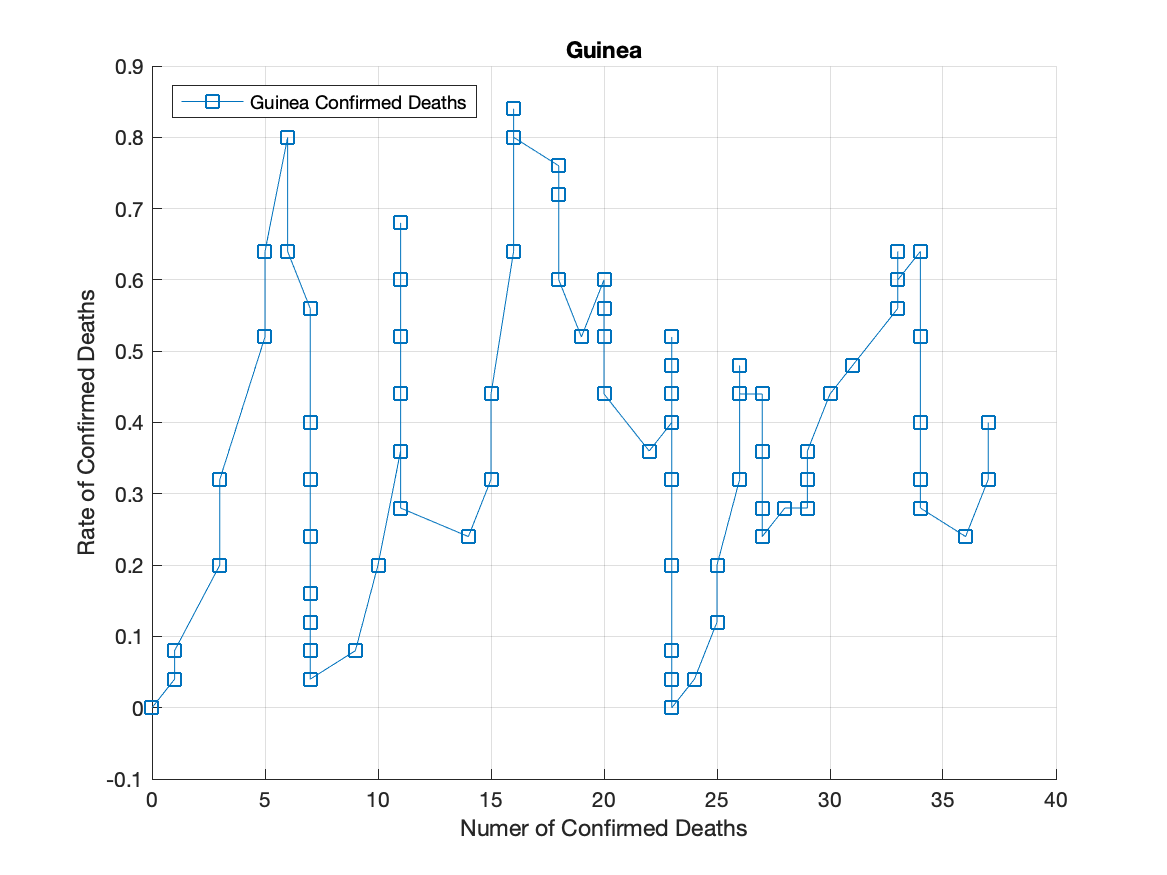 Guinea
Guinea Confirmed Deaths
Rate of Confirmed Deaths
0.9
0.8
0.7
0.6
0.5
0.4
0.3
0.2
0.1
0
-0.1
0 5 10 15 20 25 30 35 40
Numer of Confirmed Deaths